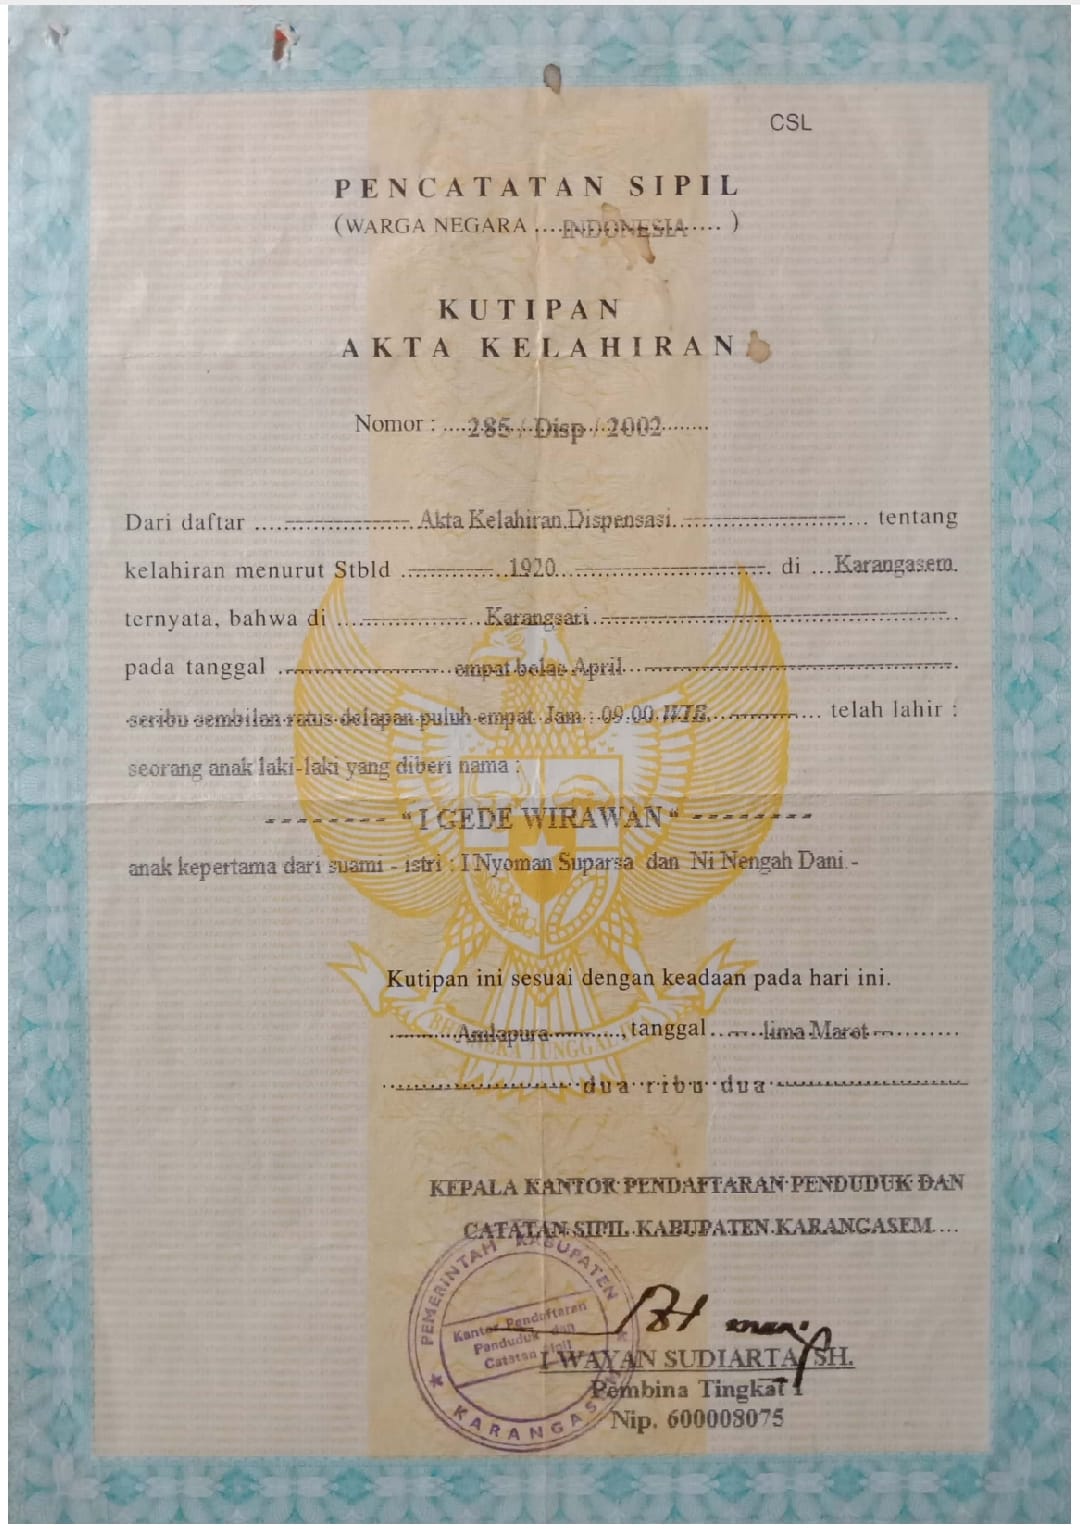 CSL
PENCATATAN SIPIL
(WARGA NEGARA ....INDONESIA..... )
KUTIPAN
AKTA KELAHIRAN
Nomor : ....285 / Disp / 2002........
Dari daftar .................. Akta Kelahiran Dispensasi .................. tentang
kelahiran menurut Stbld ............ 1920 .................. di ... Karangasem.
ternyata, bahwa di .................. Karangsari ..................
pada tanggal .................. empat belas April ..................
seribu sembilan ratus delapan puluh empat Jam : 09.00 WTB. ............ telah lahir :
seorang anak laki-laki yang diberi nama :
-------- “ I GEDE WIRAWAN “ --------
anak kepertama dari suami - istri : I Nyoman Suparsa dan Ni Nengah Dani.-
Kutipan ini sesuai dengan keadaan pada hari ini.
......... Amlapura ........., tanggal ...... lima Maret .........
.................. dua ribu dua ..................
BHINNEKA TUNGGAL IKA
KEPALA KANTOR PENDAFTARAN PENDUDUK DAN
CATATAN SIPIL KABUPATEN KARANGASEM ...
PEMERINTAH KABUPATEN
Kantor Pendaftaran
Penduduk dan
Catatan Sipil
KARANGASEM
I WAYAN SUDIARTA, SH.
Pembina Tingkat I
Nip. 600008075